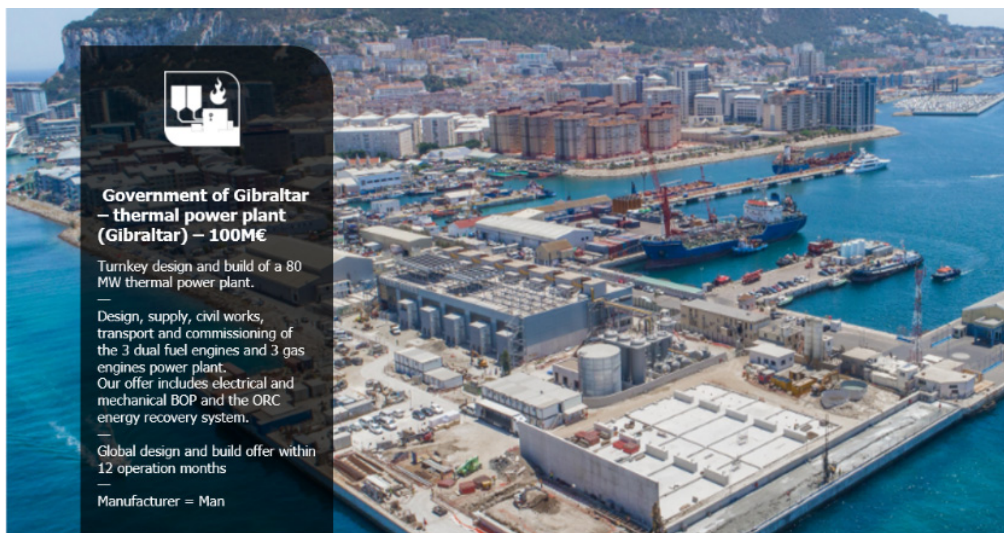 Government of Gibraltar
– thermal power plant
(Gibraltar) – 100M€
Turnkey design and build of a 80
MW thermal power plant.
—
Design, supply, civil works,
transport and commissioning of
the 3 dual fuel engines and 3 gas
engines power plant.
Our offer includes electrical and
mechanical BOP and the ORC
energy recovery system.
—
Global design and build offer within
12 operation months
—
Manufacturer = Man